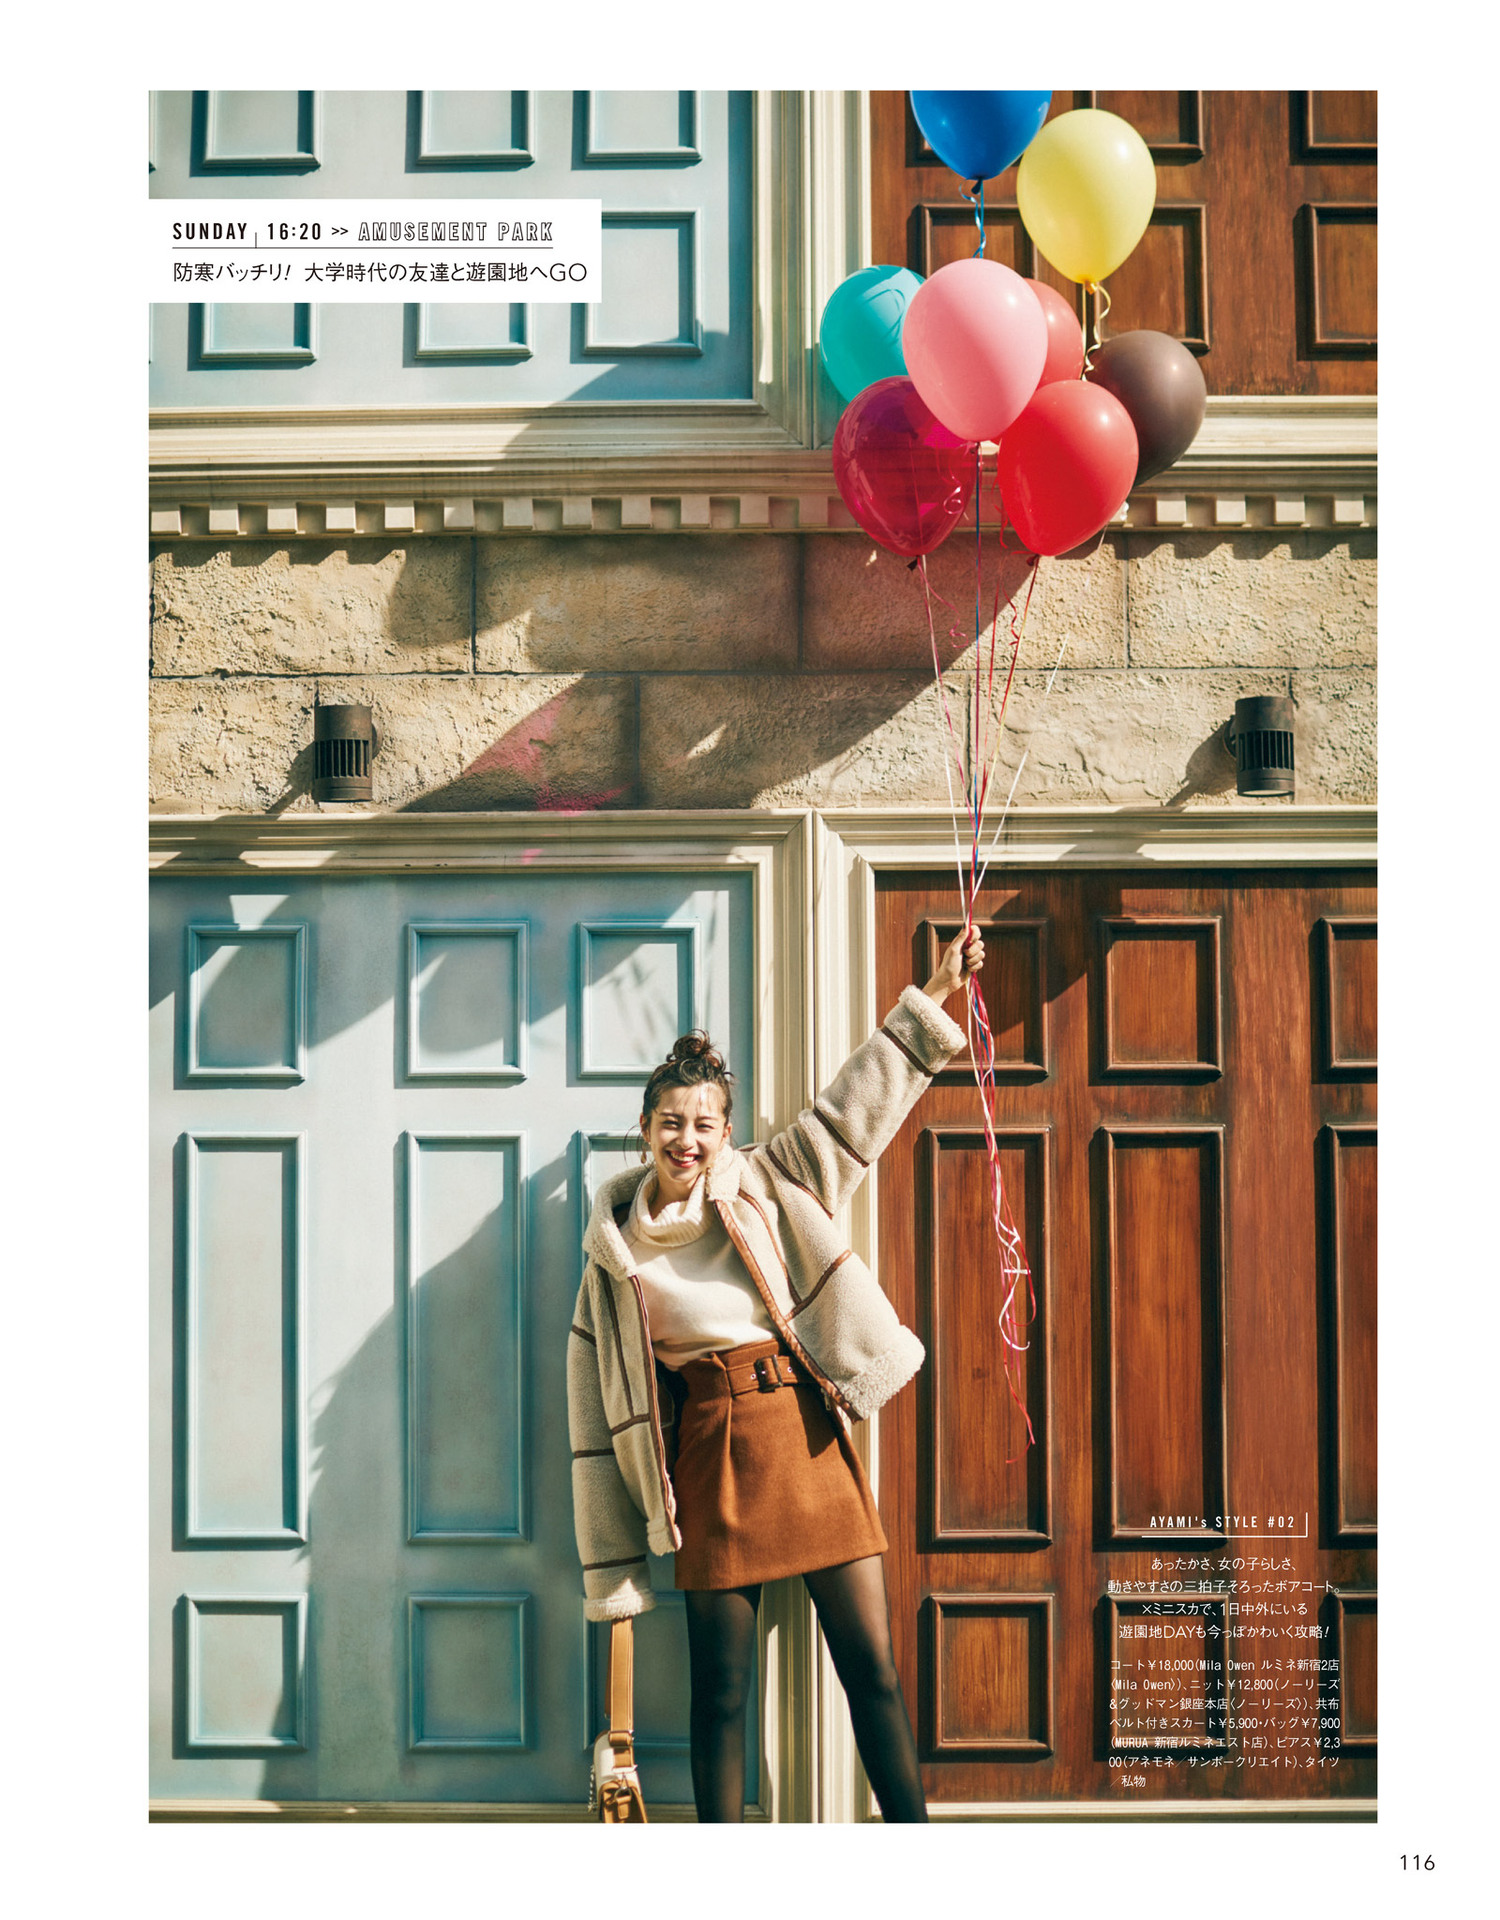 SUNDAY 16:20 >> AMUSEMENT PARK
防寒バッチリ! 大学時代の友達と遊園地へGO
AYAMI's STYLE #02
あったかさ、女の子らしさ、
動きやすさの三拍子そろったボアコート。
×ミニスカで、1日中外にいる
遊園地DAYも今っぽかわいく攻略!
コート¥18,000(Mila Owen ルミネ新宿2店
〈Mila Owen〉)、ニット¥12,800(ノーリーズ
&グッドマン銀座本店〈ノーリーズ〉)、共布
ベルト付きスカート¥5,900・バッグ¥7,900
(MURUA 新宿ルミネエスト店)、ピアス¥2,3
00(アネモネ/サンポークリエイト)、タイツ
/私物
116